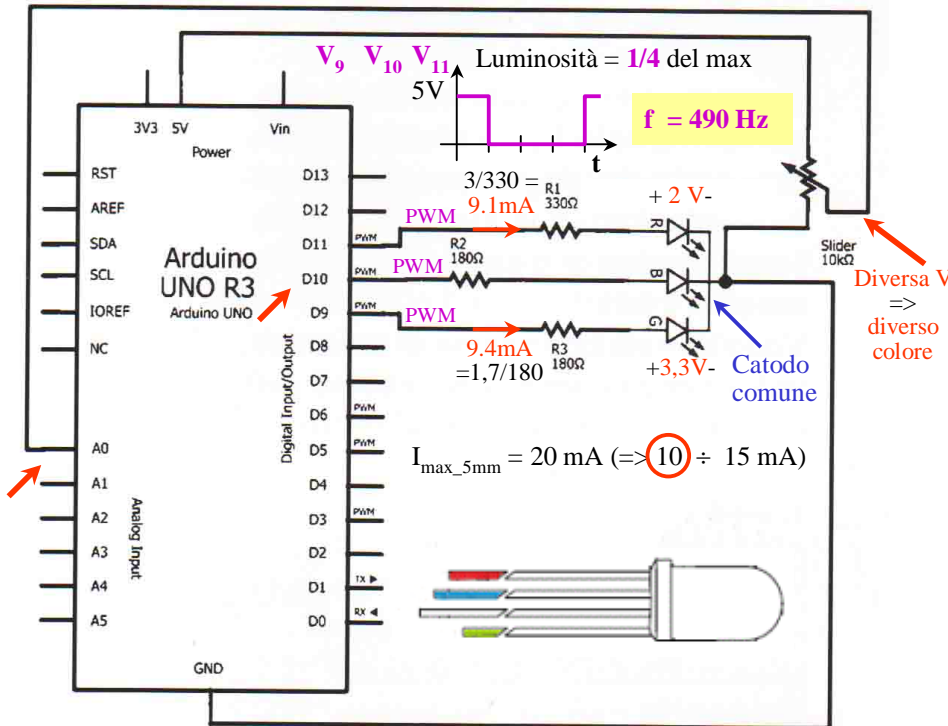 V9 V10 V11 Luminosità = 1/4 del max
5V
f = 490 Hz
t
3V3 5V Vin
Power
RST
AREF
SDA
SCL
IOREF
NC
A0
A1
A2
A3
A4
A5
Analog Input
Arduino
UNO R3
Arduino UNO
Digital Input/Output
D13
D12
D11 PWM
D10 PWM
D9 PWM
D8
D7
D6 PWM
D5 PWM
D4
D3 PWM
D2
D1 TX
D0 RX
GND
3/330 =
9.1mA
PWM
R1
330Ω
+ 2 V-
R
R2
180Ω
PWM
B
PWM
9.4mA
=1,7/180
R3
180Ω
G
+3,3V-
Slider
10kΩ
Diversa V
=>
diverso
colore
Catodo
comune
Imax_5mm = 20 mA (=> 10 ÷ 15 mA)